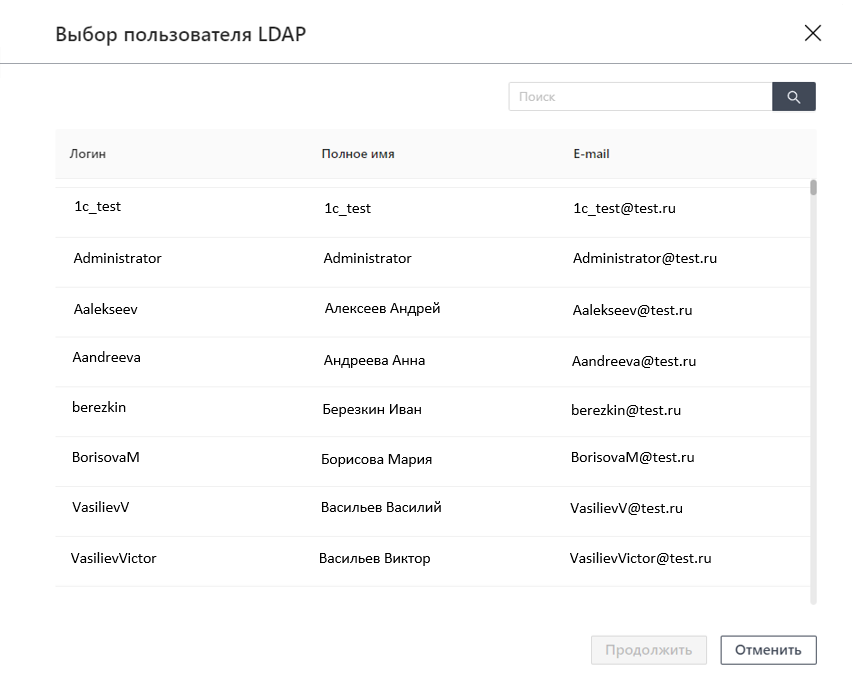 Выбор пользователя LDAP
Поиск
Логин Полное имя E-mail
1c_test 1c_test 1c_test@test.ru
Administrator Administrator Administrator@test.ru
Aalekseev Алексеев Андрей Aalekseev@test.ru
Aandreeva Андреева Анна Aandreeva@test.ru
berezkin Березкин Иван berezkin@test.ru
BorisovaM Борисова Мария BorisovaM@test.ru
VasilievV Васильев Василий VasilievV@test.ru
VasilievVictor Васильев Виктор VasilievVictor@test.ru
Продолжить Отменить